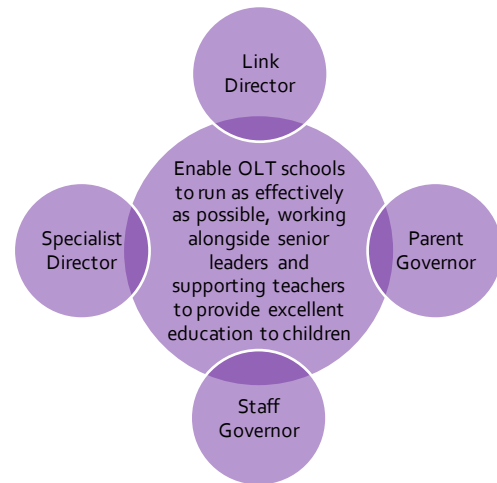 Link
Director
Enable OLT schools
to run as effectively
as possible, working
alongside senior
leaders and
supporting teachers
to provide excellent
education to children
Specialist
Director
Parent
Governor
Staff
Governor